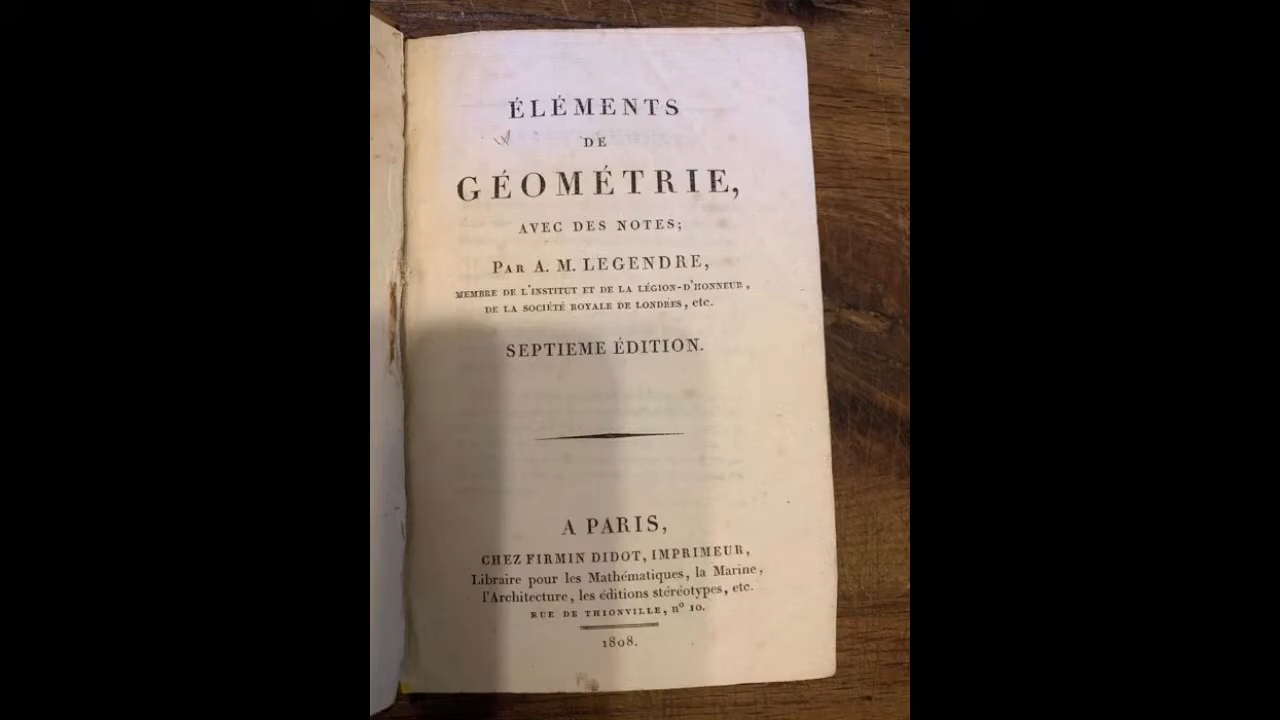 ÉLÉMENTS
DE
GÉOMÉTRIE,
AVEC DES NOTES;
PAR A. M. LEGENDRE,
MEMBRE DE L'INSTITUT ET DE LA LÉGION-D'HONNEUR,
DE LA SOCIÉTÉ ROYALE DE LONDRES, etc.
SEPTIEME ÉDITION.
A PARIS,
CHEZ FIRMIN DIDOT, IMPRIMEUR,
Libraire pour les Mathématiques, la Marine,
l'Architecture, les éditions stéréotypes, etc.
RUE DE THIONVILLE, nº 10.
1808.